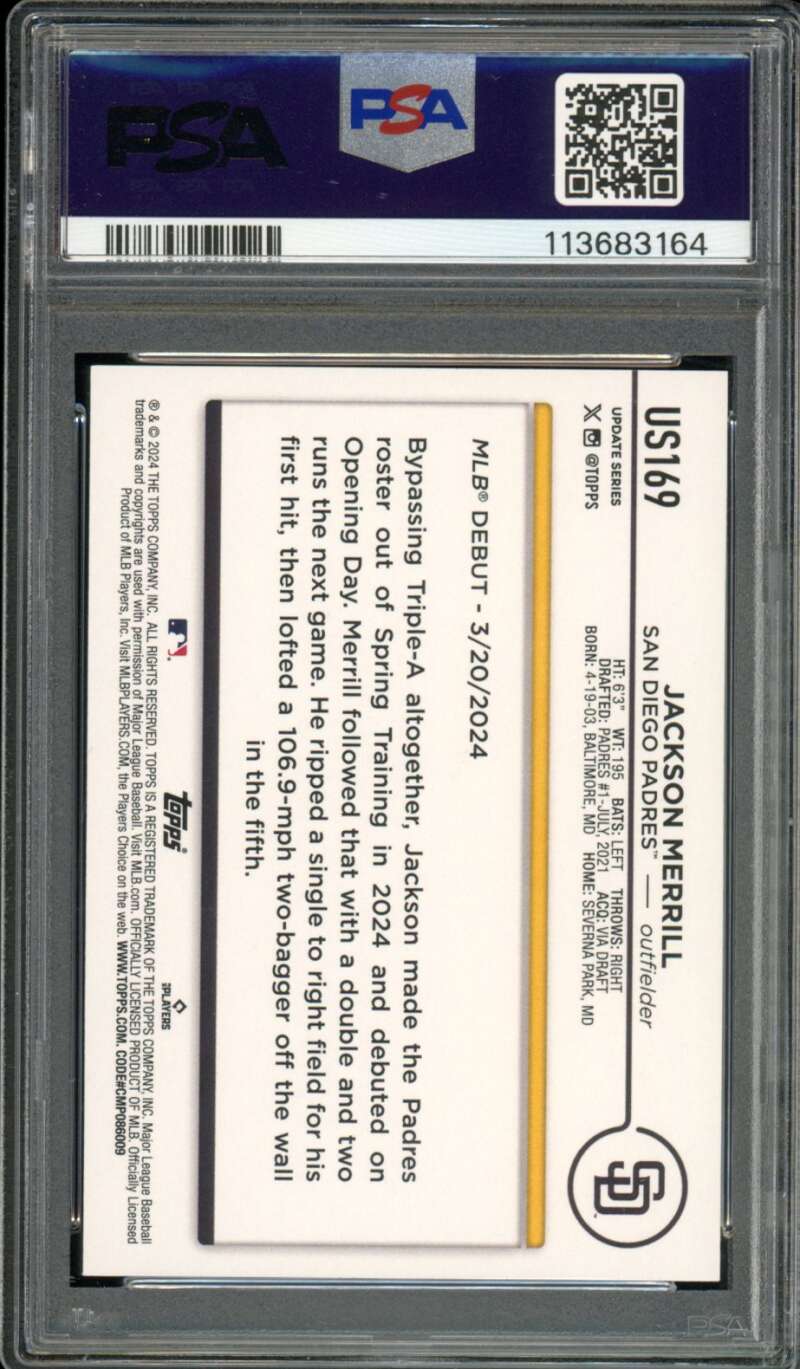 PSA
PSA
113683164
US169
UPDATE SERIES
X @TOPPS
JACKSON MERRILL
SAN DIEGO PADRES™ — outfielder
HT: 6'3" WT: 195 BATS: LEFT THROWS: RIGHT
DRAFTED: PADRES #1-JULY, 2021 ACQ: VIA DRAFT
BORN: 4-19-03, BALTIMORE, MD HOME: SEVERNA PARK, MD
SD
MLB® DEBUT - 3/20/2024
Bypassing Triple-A altogether, Jackson made the Padres
roster out of Spring Training in 2024 and debuted on
Opening Day. Merrill followed that with a double and two
runs the next game. He ripped a single to right field for his
first hit, then lofted a 106.9-mph two-bagger off the wall
in the fifth.
topps®
PLAYERS
® & © 2024 THE TOPPS COMPANY, INC. ALL RIGHTS RESERVED. TOPPS IS A REGISTERED TRADEMARK OF THE TOPPS COMPANY, INC. Major League Baseball
trademarks and copyrights are used with permission of Major League Baseball. Visit MLB.com. OFFICIALLY LICENSED PRODUCT OF MLB. Officially Licensed
Product of MLB Players, Inc. Visit MLBPLAYERS.COM, the Players Choice on the web. WWW.TOPPS.COM. CODE#CMP086009
PSA